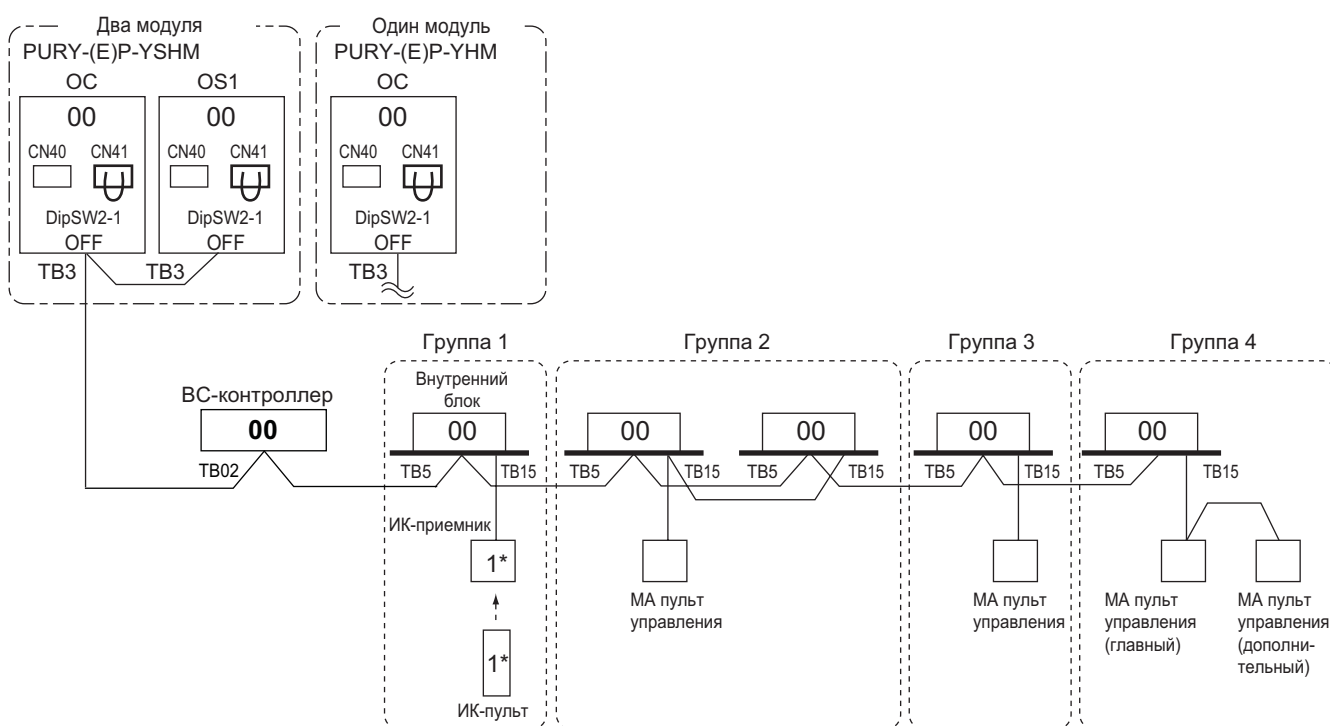 Два модуля
PURY-(E)P-YSHM
OC
OS1
00
00
CN40 CN41
CN40 CN41
DipSW2-1
OFF
DipSW2-1
OFF
TB3
TB3
Один модуль
PURY-(E)P-YHM
OC
00
CN40 CN41
DipSW2-1
OFF
TB3
BC-контроллер
00
TB02
Группа 1
Внутренний
блок
00
TB5
TB15
ИК-приемник
1*
1*
ИК-пульт
Группа 2
00
00
TB5
TB15
TB5
TB15
МА пульт
управления
Группа 3
00
TB5
TB15
МА пульт
управления
Группа 4
00
TB5
TB15
МА пульт
управления
(главный)
МА пульт
управления
(дополни-
тельный)